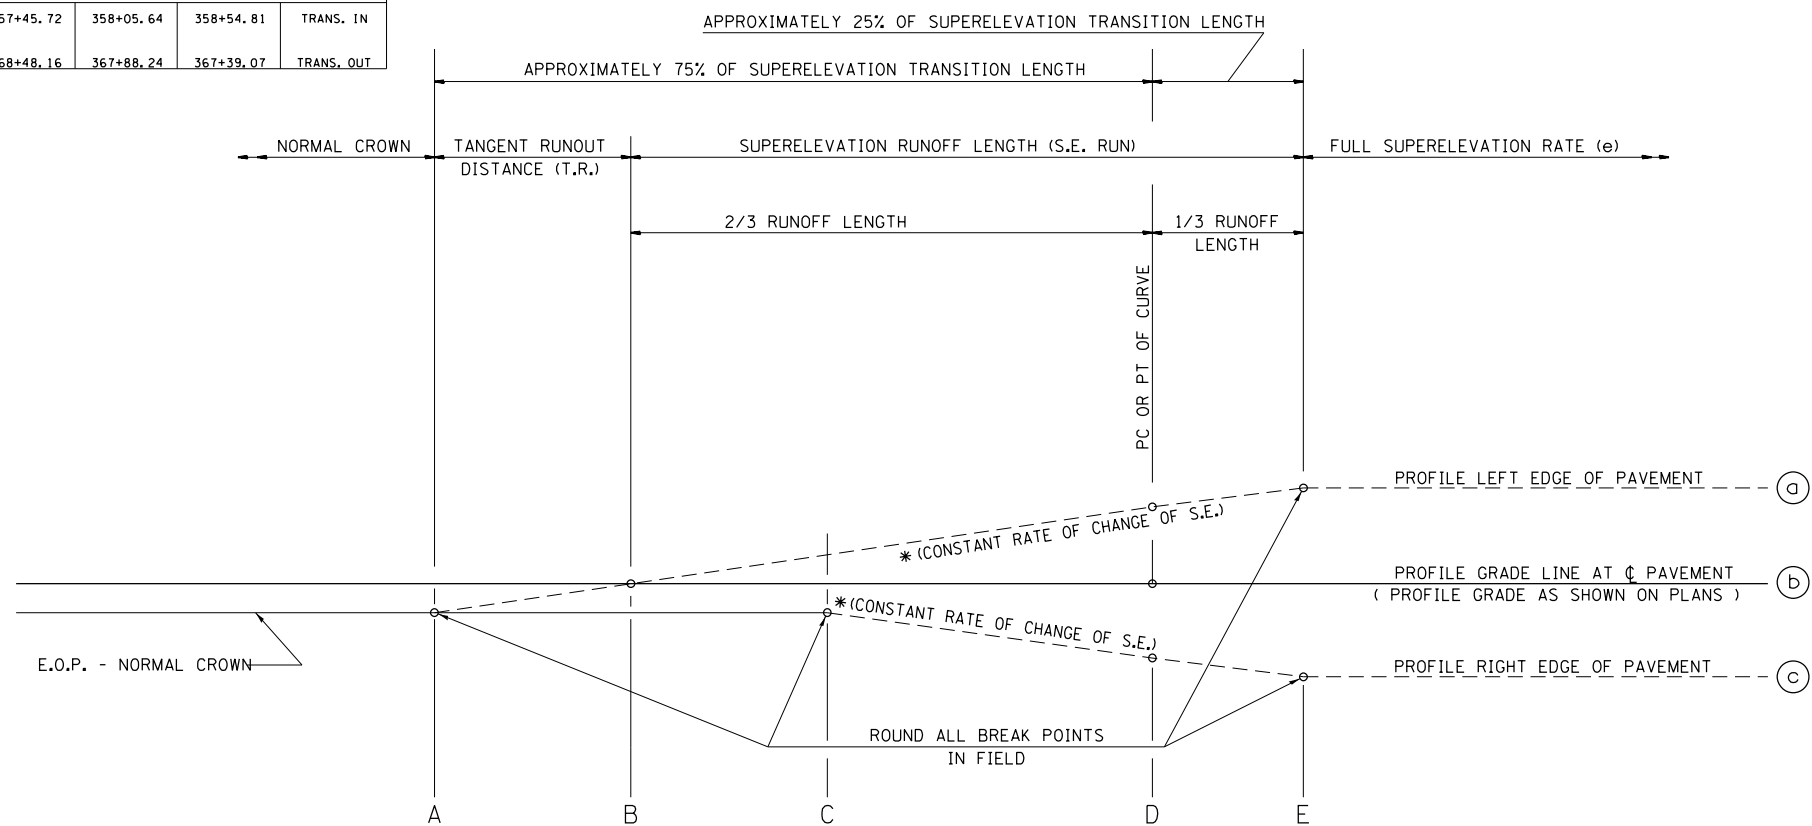 57+45.72 358+05.64 358+54.81 TRANS. IN
68+48.16 367+88.24 367+39.07 TRANS. OUT
APPROXIMATELY 25% OF SUPERELEVATION TRANSITION LENGTH
APPROXIMATELY 75% OF SUPERELEVATION TRANSITION LENGTH
NORMAL CROWN
TANGENT RUNOUT
DISTANCE (T.R.)
SUPERELEVATION RUNOFF LENGTH (S.E. RUN)
FULL SUPERELEVATION RATE (e)
2/3 RUNOFF LENGTH
1/3 RUNOFF
LENGTH
PC OR PT OF CURVE
PROFILE LEFT EDGE OF PAVEMENT
a
* (CONSTANT RATE OF CHANGE OF S.E.)
PROFILE GRADE LINE AT ℄ PAVEMENT
( PROFILE GRADE AS SHOWN ON PLANS )
b
* (CONSTANT RATE OF CHANGE OF S.E.)
E.O.P. - NORMAL CROWN
PROFILE RIGHT EDGE OF PAVEMENT
c
ROUND ALL BREAK POINTS
IN FIELD
A B C D E